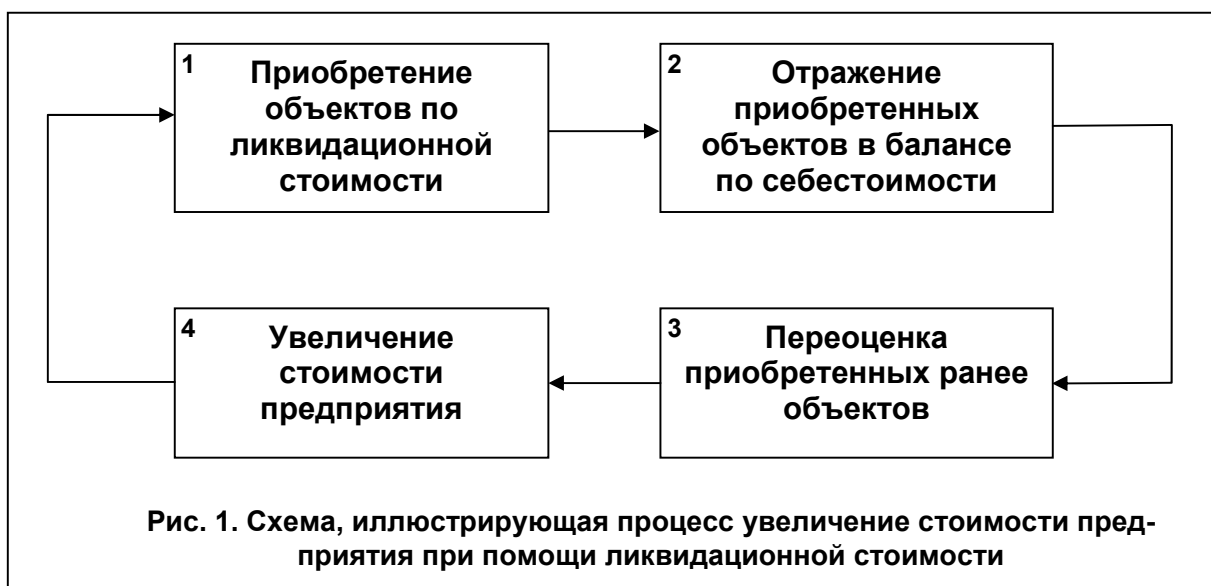 1
Приобретение
объектов по
ликвидационной
стоимости
2
Отражение
приобретенных
объектов в балансе
по себестоимости
4
Увеличение
стоимости
предприятия
3
Переоценка
приобретенных ранее
объектов
Рис. 1. Схема, иллюстрирующая процесс увеличение стоимости пред-
приятия при помощи ликвидационной стоимости